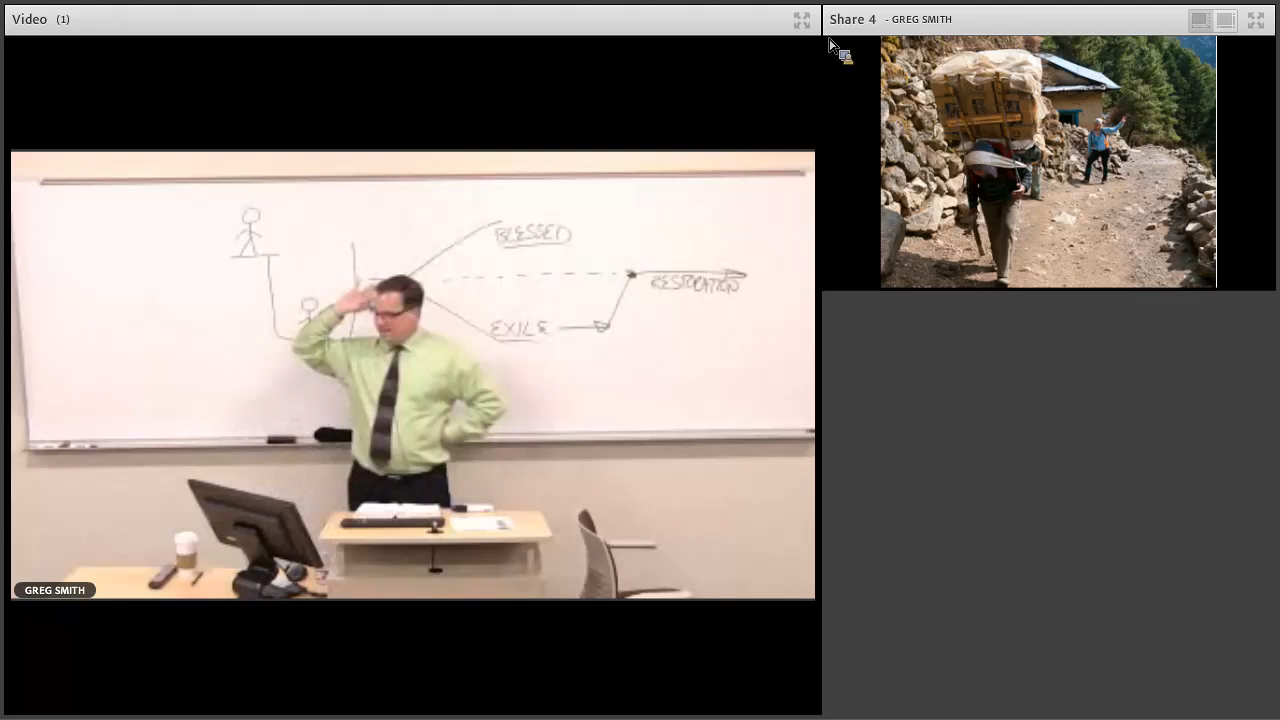 Video (1)
Share 4 - GREG SMITH
BLESSED
RESTORATION
EXILE
GREG SMITH